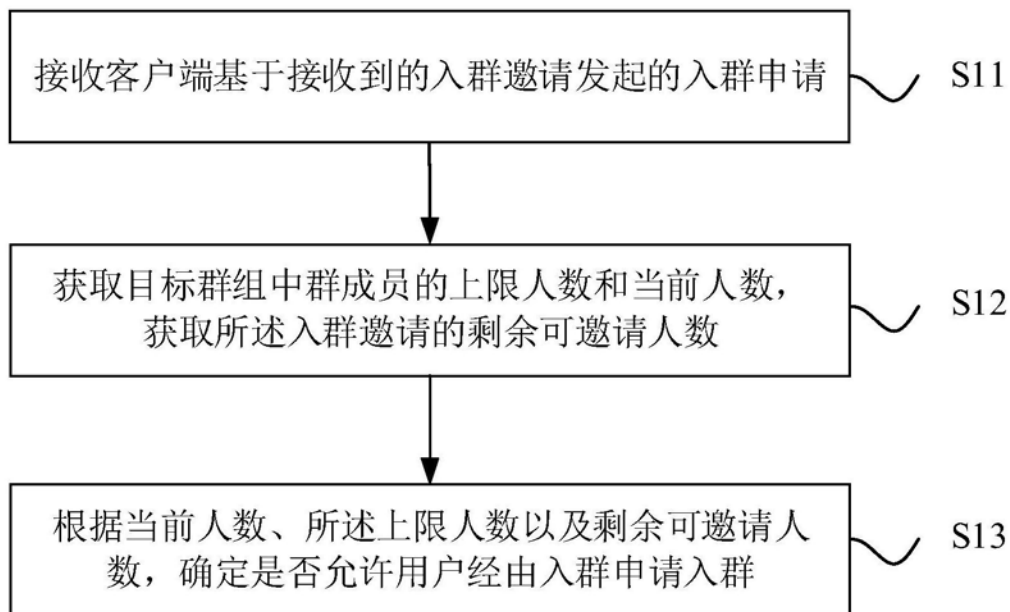 接收客户端基于接收到的入群邀请发起的入群申请
S11
获取目标群组中群成员的上限人数和当前人数，
获取所述入群邀请的剩余可邀请人数
S12
根据当前人数、所述上限人数以及剩余可邀请人
数，确定是否允许用户经由入群申请入群
S13